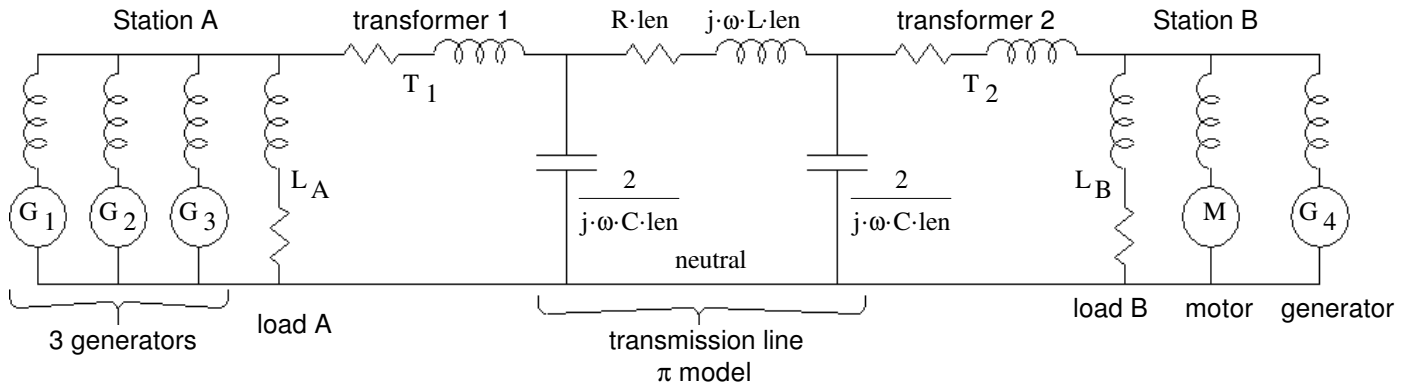 Station A
transformer 1
R·len
j·ω·L·len
transformer 2
Station B
T 1
T 2
L A
L B
G 1
G 2
G 3
M
G 4
2
j·ω·C·len
2
j·ω·C·len
neutral
3 generators
load A
transmission line
π model
load B
motor
generator